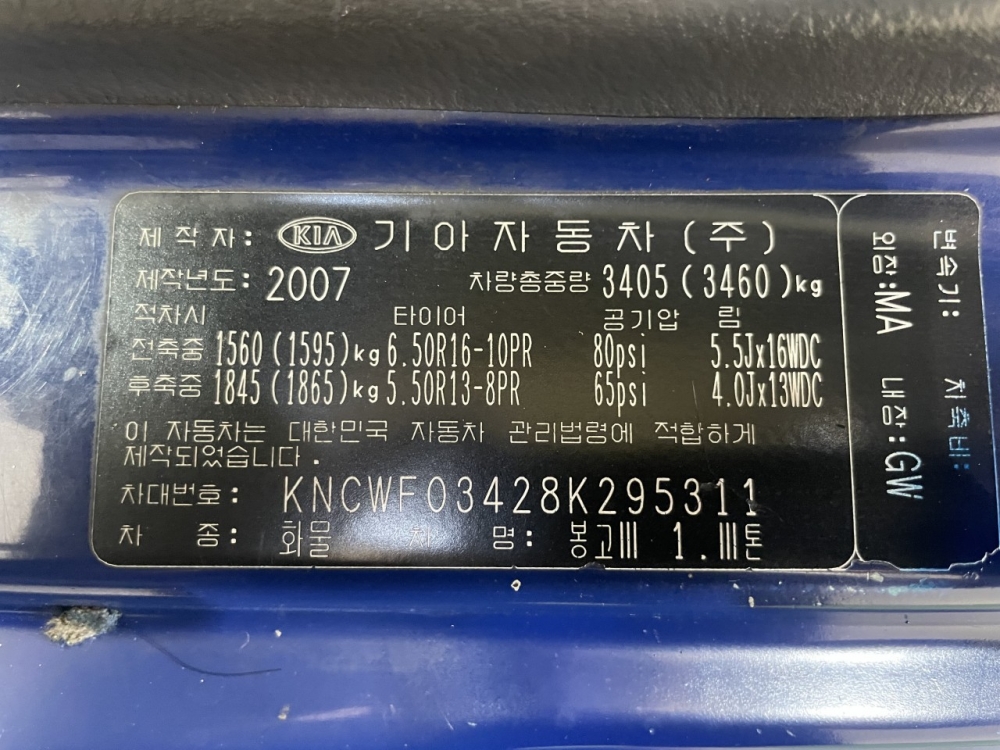 제 작 자: KIA 기 아 자 동 차 (주)
제작년도: 2007 차량총중량 3405 (3460)kg
적차시 타이어 공기압 림
전축중 1560 (1595)kg 6.50R16-10PR 80psi 5.5Jx16WDC
후축중 1845 (1865)kg 5.50R13-8PR 65psi 4.0Jx13WDC
이 자동차는 대한민국 자동차 관리법령에 적합하게
제작되었습니다.
차대번호: KNCWF03428K295311
차 종: 화물 차 명: 봉고Ⅲ 1.Ⅲ톤
변속기: 차축비:
외장:MA 내장:GW